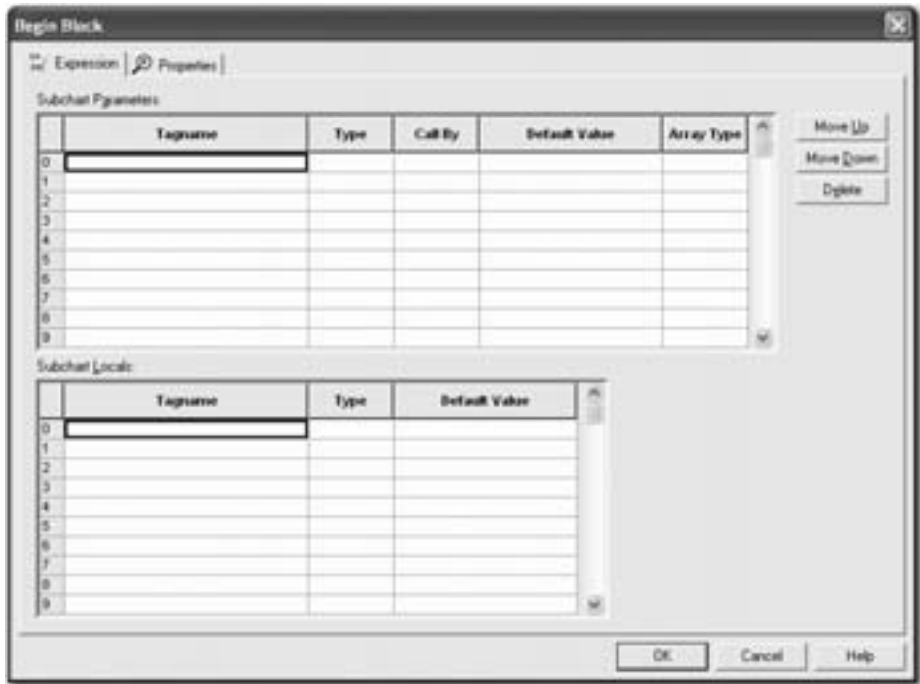 Begin Block
Expression Properties
Subchart Parameters
Tagname Type Call By Default Value Array Type
0
1
2
3
4
5
6
7
8
9
Move Up
Move Down
Delete
Subchart Locals
Tagname Type Default Value
0
1
2
3
4
5
6
7
8
9
OK Cancel Help